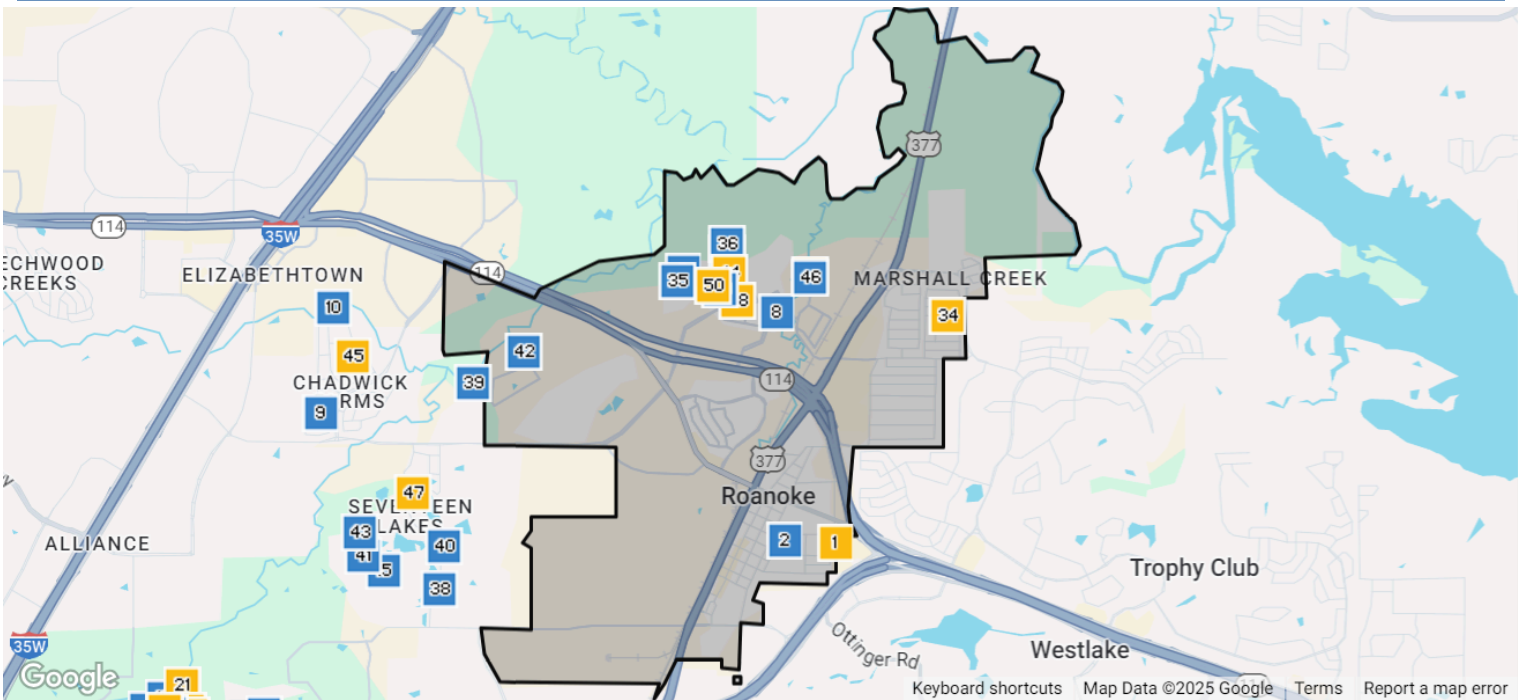 377
114
35W
ECHWOOD
CREEKS
ELIZABETHTOWN
114
36
35
50
8
46
MARSHALL CREEK
10
8
34
45
42
CHADWICK
RMS
39
114
9
377
47
Roanoke
SEVENTEEN
LAKES
43
40
2
1
ALLIANCE
41
38
Trophy Club
35W
Ottinger Rd
Westlake
21
Google
Keyboard shortcuts
Map Data ©2025 Google
Terms
Report a map error